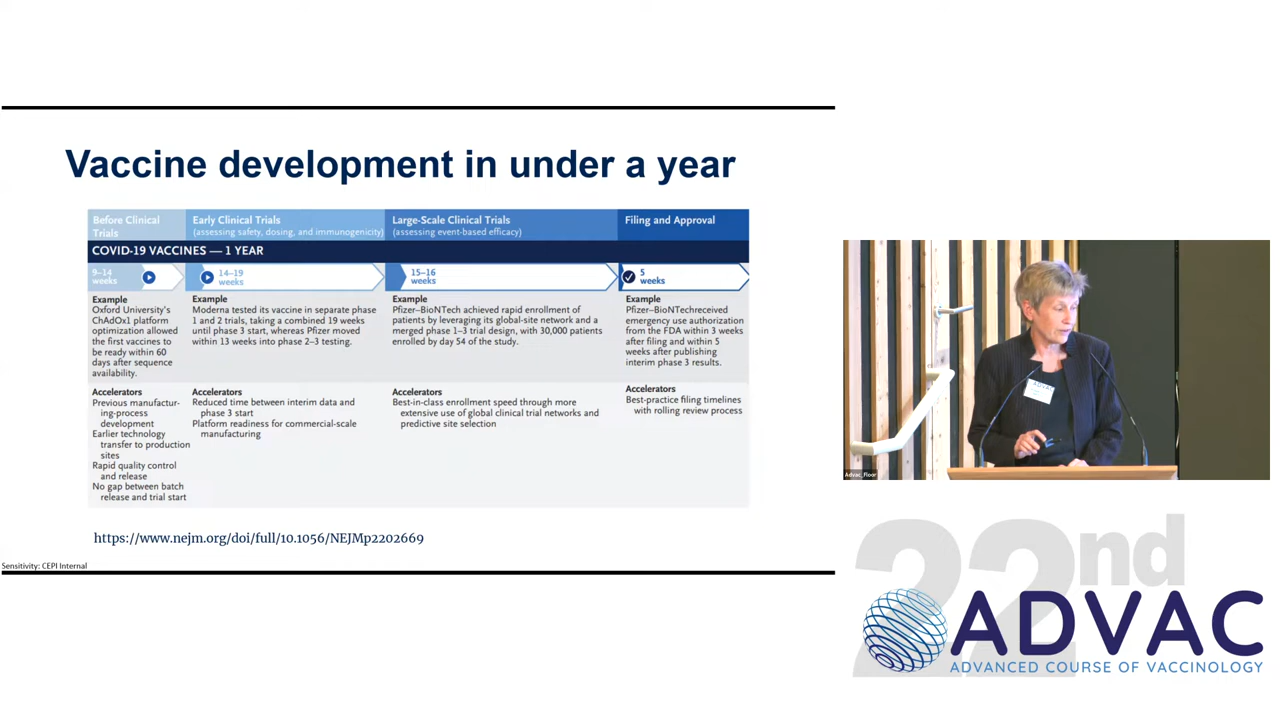 Vaccine development in under a year
Before Clinical
Trials
Early Clinical Trials
(assessing safety, dosing, and immunogenicity)
Large-Scale Clinical Trials
(assessing event-based efficacy)
Filing and Approval
COVID-19 VACCINES — 1 YEAR
9–14
weeks
14–19
weeks
15–16
weeks
5
weeks
Example
Oxford University's
ChAdOx1 platform
optimization allowed
the first vaccines to
be ready within 60
days after sequence
availability.
Example
Moderna tested its vaccine in separate phase
1 and 2 trials, taking a combined 19 weeks
until phase 3 start, whereas Pfizer moved
within 13 weeks into phase 2–3 testing.
Example
Pfizer–BioNTech achieved rapid enrollment of
patients by leveraging its global-site network and a
merged phase 1–3 trial design, with 30,000 patients
enrolled by day 54 of the study.
Example
Pfizer–BioNTechreceived
emergency use authorization
from the FDA within 3 weeks
after filing and within 5
weeks after publishing
interim phase 3 results.
Accelerators
Previous manufactur-
ing-process
development
Earlier technology
transfer to production
sites
Rapid quality control
and release
No gap between batch
release and trial start
Accelerators
Reduced time between interim data and
phase 3 start
Platform readiness for commercial-scale
manufacturing
Accelerators
Best-in-class enrollment speed through more
extensive use of global clinical trial networks and
predictive site selection
Accelerators
Best-practice filing timelines
with rolling review process
https://www.nejm.org/doi/full/10.1056/NEJMp2202669
Sensitivity: CEPI Internal
ADVAC
Advac_Floor
22nd
ADVAC
ADVANCED COURSE OF VACCINOLOGY